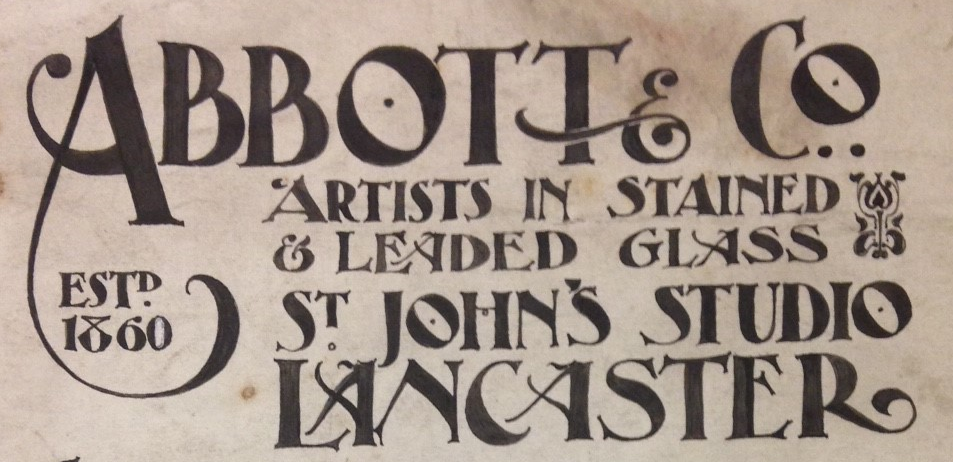 ABBOTT & Co.
ARTISTS IN STAINED
& LEADED GLASS
ESTD.
1860
ST. JOHN'S STUDIO
LANCASTER